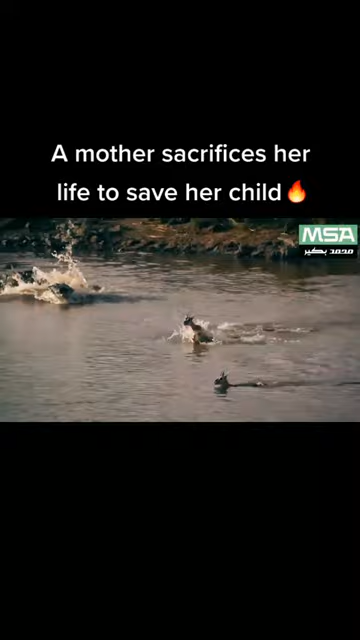 A mother sacrifices her
life to save her child🔥
MSA
محمد بكير